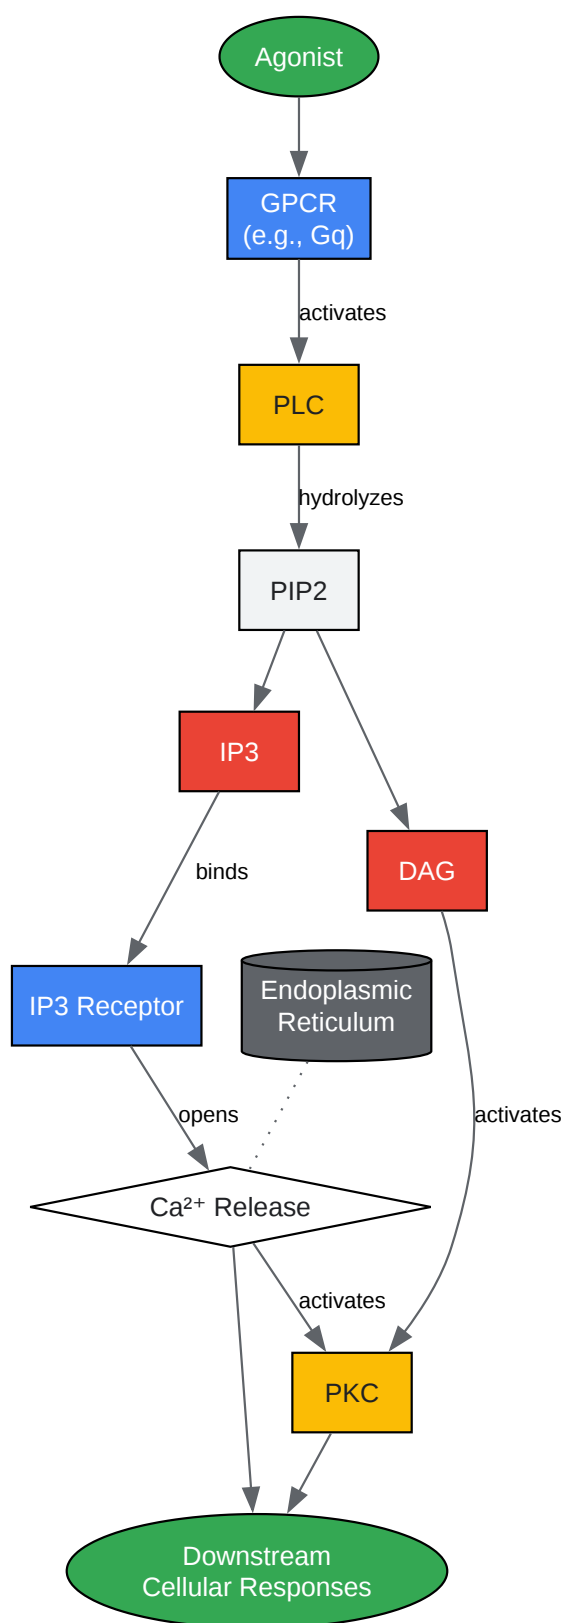 Agonist
GPCR
(e.g., Gq)
activates
PLC
hydrolyzes
PIP2
IP3
DAG
binds
IP3 Receptor
Endoplasmic
Reticulum
opens
activates
Ca²⁺ Release
activates
PKC
Downstream
Cellular Responses